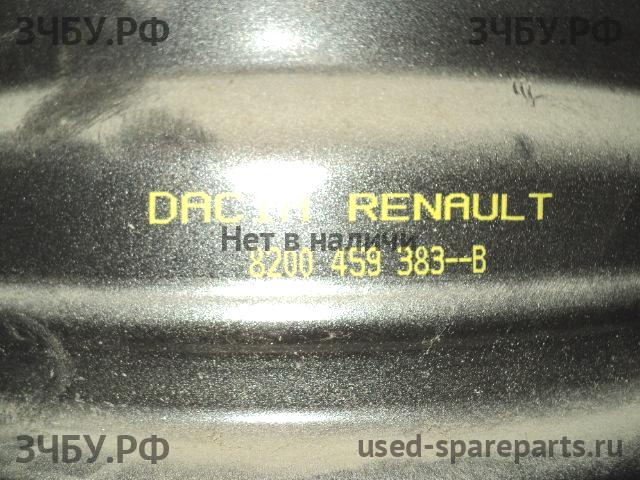 ЗЧБУ.РФ ЗЧБУ.РФ
DACIA RENAULT
Нет в наличии
8200 459 383--B
ЗЧБУ.РФ used-spareparts.ru